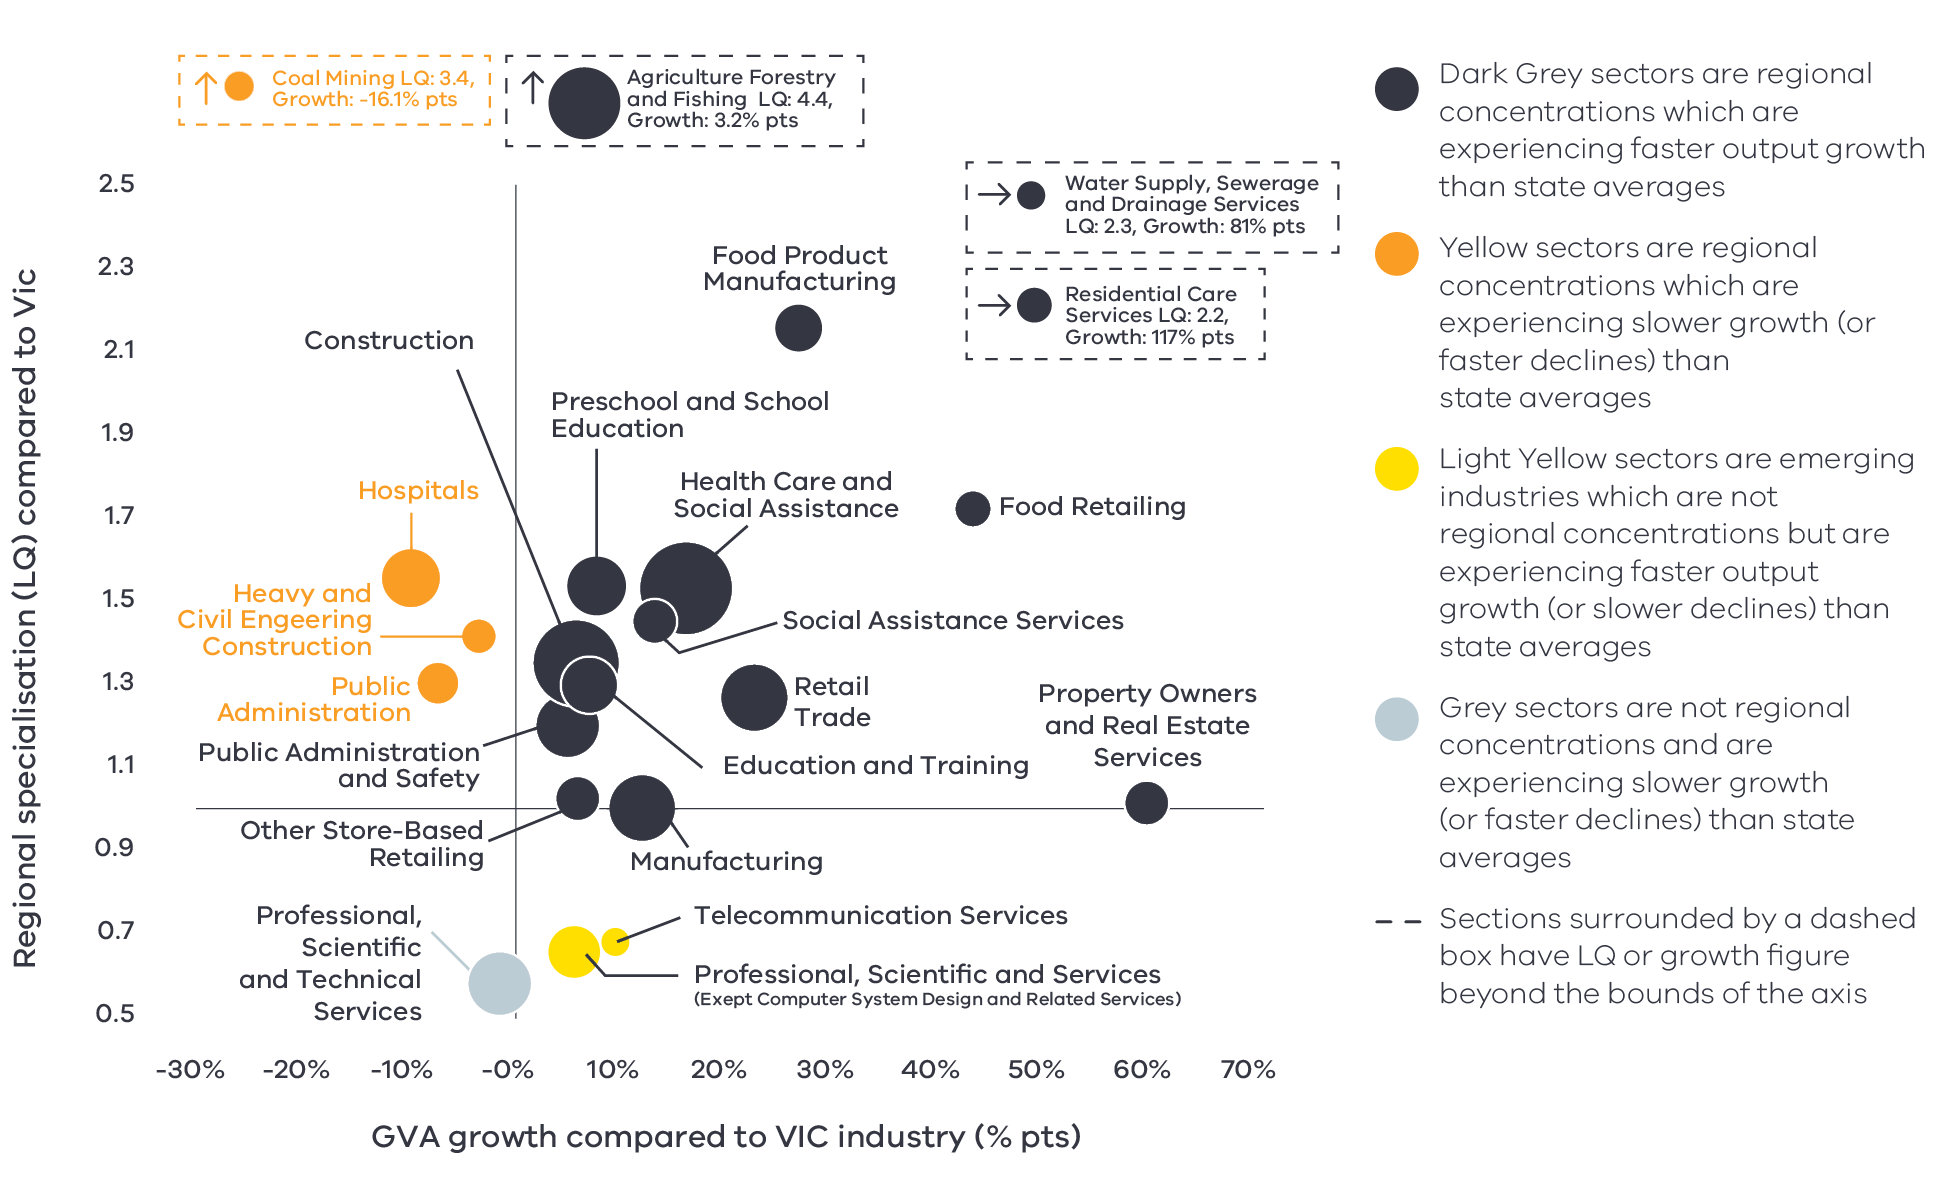 Coal Mining LQ: 3.4,
Growth: -16.1% pts
Agriculture Forestry
and Fishing LQ: 4.4,
Growth: 3.2% pts
Water Supply, Sewerage
and Drainage Services
LQ: 2.3, Growth: 81% pts
Residential Care
Services LQ: 2.2,
Growth: 117% pts
Regional specialisation (LQ) compared to Vic
2.5
2.3
2.1
1.9
1.7
1.5
1.3
1.1
0.9
0.7
0.5
Food Product
Manufacturing
Construction
Preschool and School
Education
Health Care and
Social Assistance
Hospitals
Food Retailing
Heavy and
Civil Engeering
Construction
Social Assistance Services
Public
Administration
Retail
Trade
Property Owners
and Real Estate
Services
Public Administration
and Safety
Education and Training
Other Store-Based
Retailing
Manufacturing
Professional,
Scientific
and Technical
Services
Telecommunication Services
Professional, Scientific and Services
(Exept Computer System Design and Related Services)
-30%
-20%
-10%
-0%
10%
20%
30%
40%
50%
60%
70%
GVA growth compared to VIC industry (% pts)
Dark Grey sectors are regional
concentrations which are
experiencing faster output growth
than state averages
Yellow sectors are regional
concentrations which are
experiencing slower growth (or
faster declines) than
state averages
Light Yellow sectors are emerging
industries which are not
regional concentrations but are
experiencing faster output
growth (or slower declines) than
state averages
Grey sectors are not regional
concentrations and are
experiencing slower growth
(or faster declines) than state
averages
Sections surrounded by a dashed
box have LQ or growth figure
beyond the bounds of the axis